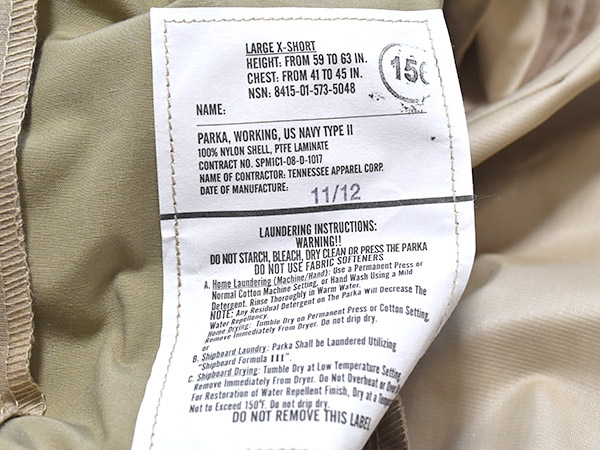 LARGE X-SHORT
HEIGHT: FROM 59 TO 63 IN.
CHEST: FROM 41 TO 45 IN.
NSN: 8415-01-573-5048
150
NAME:
PARKA, WORKING, US NAVY TYPE II
100% NYLON SHELL, PTFE LAMINATE
CONTRACT NO. SPM1C1-08-D-1017
NAME OF CONTRACTOR: TENNESSEE APPAREL CORP.
DATE OF MANUFACTURE: 11/12
LAUNDERING INSTRUCTIONS:
WARNING!!
DO NOT STARCH, BLEACH, DRY CLEAN OR PRESS THE PARKA
DO NOT USE FABRIC SOFTENERS
A. Home Laundering (Machine/Hand): Use a Permanent Press or
Normal Cotton Machine Setting, or Hand Wash Using a Mild
Detergent. Rinse Thoroughly in Warm Water.
NOTE: Any Residual Detergent on The Parka Will Decrease The
Water Repellency.
Home Drying: Tumble Dry on Permanent Press or Cotton Setting,
Remove Immediately From Dryer. Do not drip dry.
or
B. Shipboard Laundry: Parka Shall be Laundered Utilizing
"Shipboard Formula III".
C. Shipboard Drying: Tumble Dry at Low Temperature Setting,
Remove Immediately From Dryer. Do Not Overheat or Over
For Restoration of Water Repellent Finish, Dry at a
Not to Exceed 150°F. Do not drip dry.
DO NOT REMOVE THIS LABEL